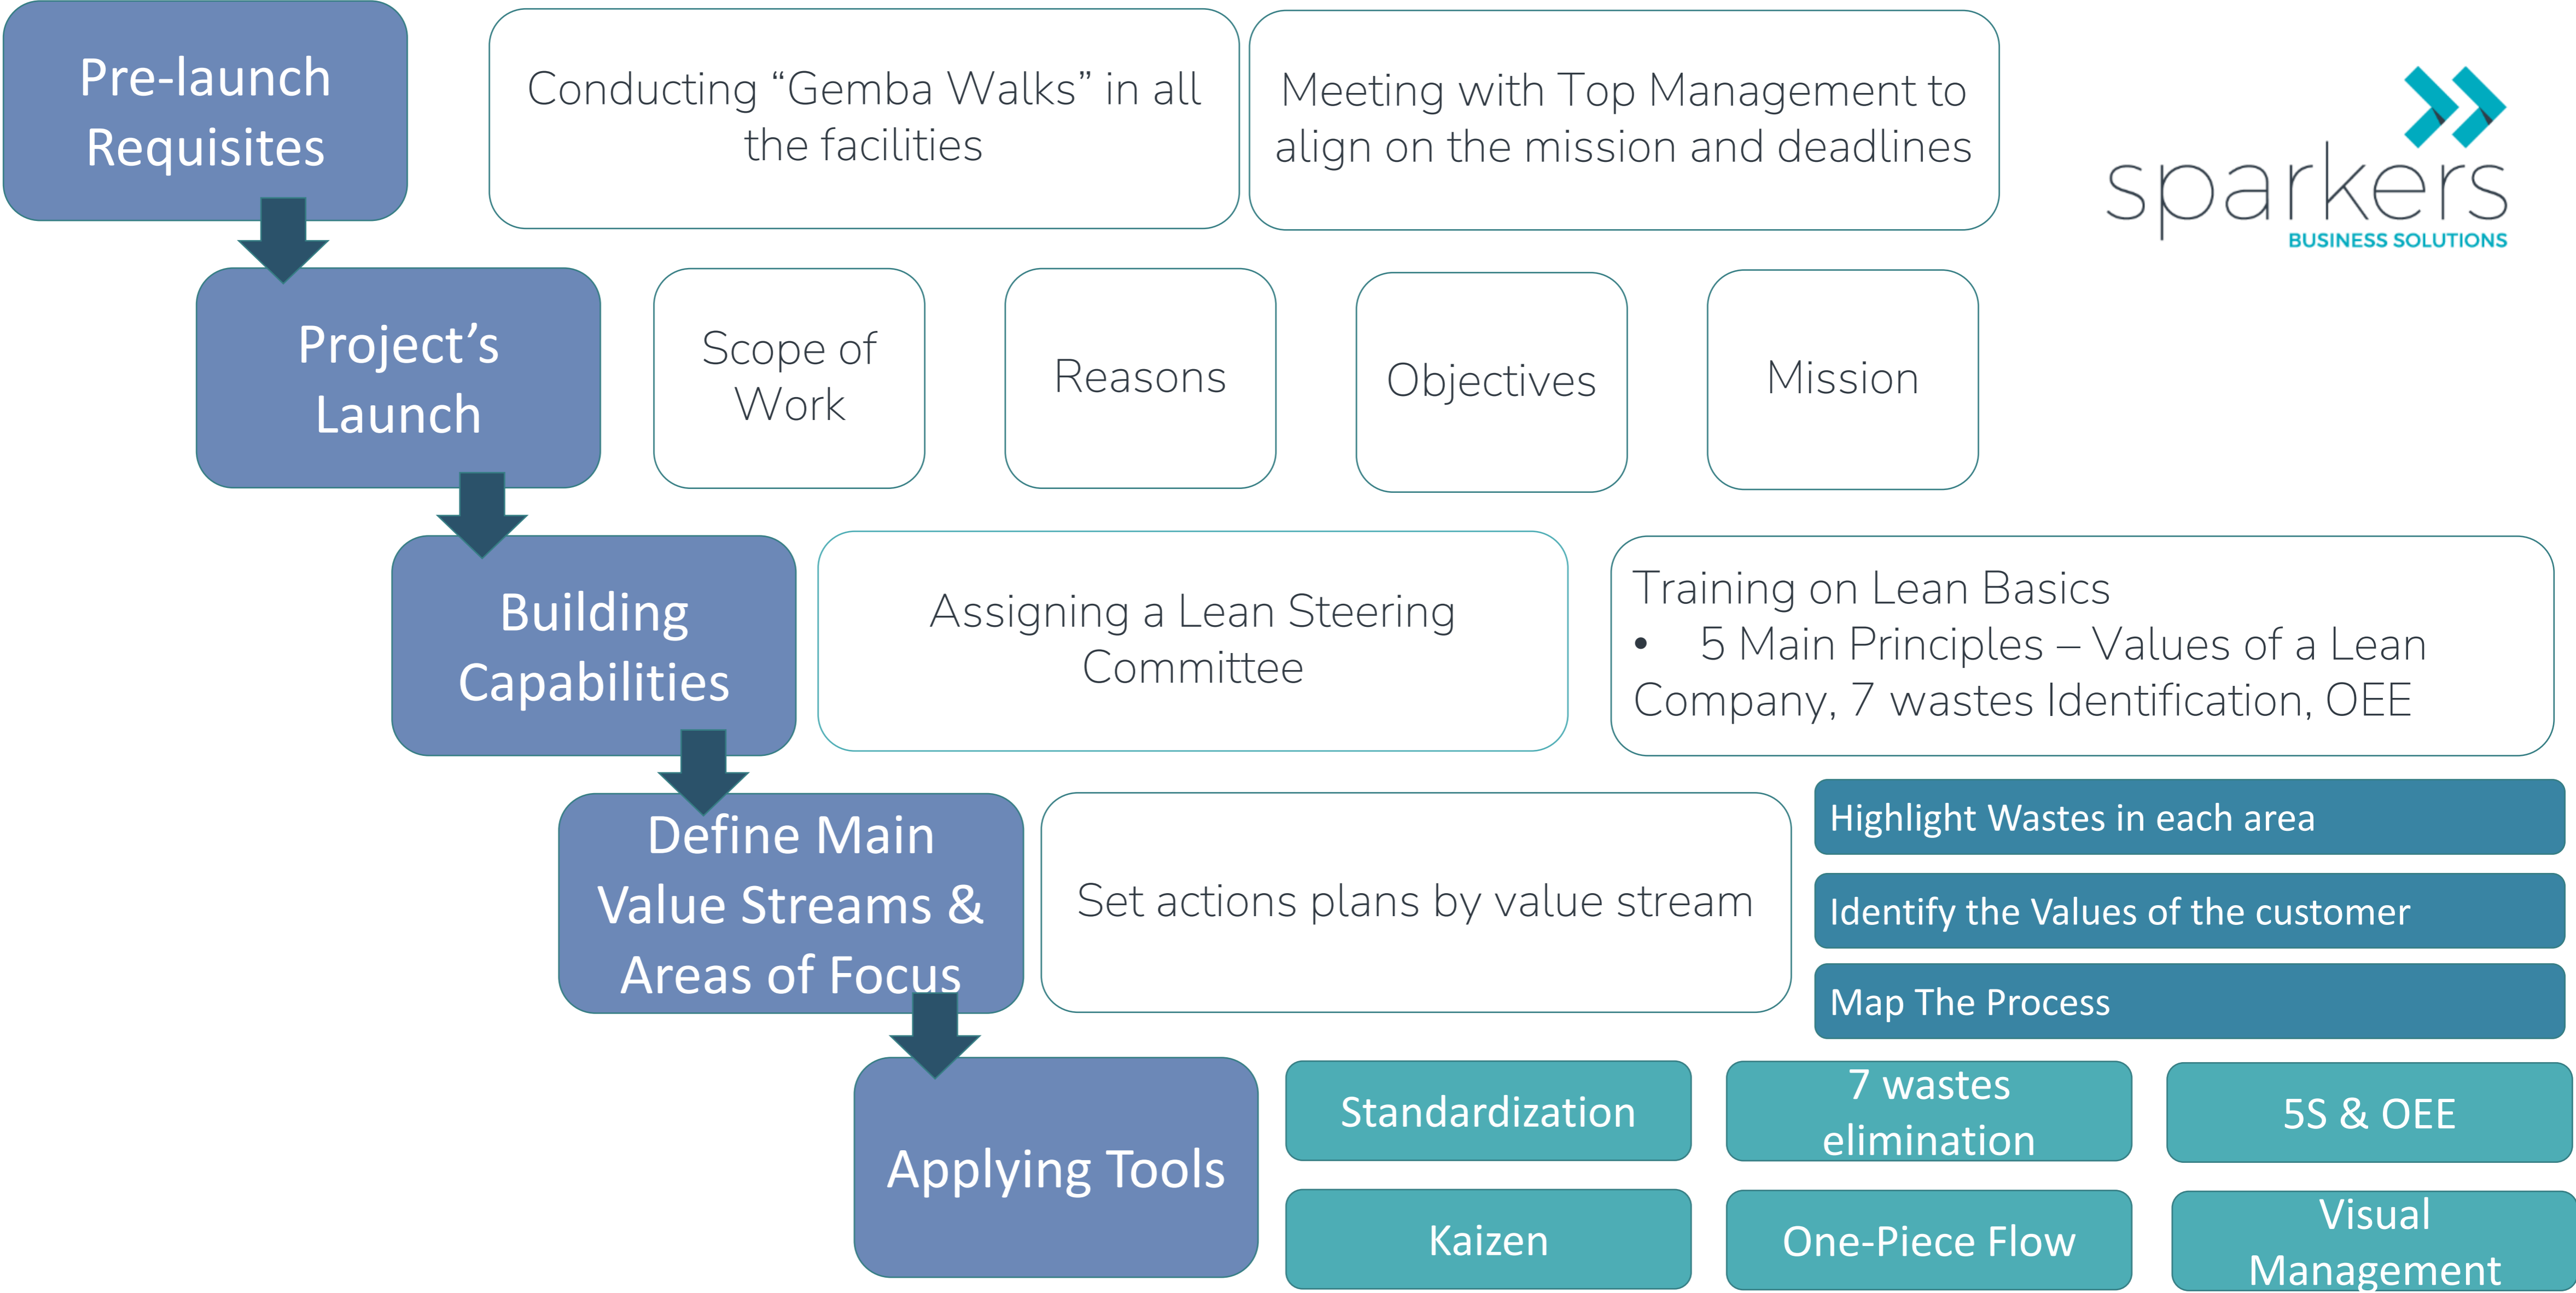 Pre-launch
Requisites
Conducting “Gemba Walks” in all
the facilities
Meeting with Top Management to
align on the mission and deadlines
sparkers
BUSINESS SOLUTIONS
Project’s
Launch
Scope of
Work
Reasons
Objectives
Mission
Building
Capabilities
Assigning a Lean Steering
Committee
Training on Lean Basics
• 5 Main Principles – Values of a Lean
Company, 7 wastes Identification, OEE
Define Main
Value Streams &
Areas of Focus
Set actions plans by value stream
Highlight Wastes in each area
Identify the Values of the customer
Map The Process
Applying Tools
Standardization
7 wastes
elimination
5S & OEE
Kaizen
One-Piece Flow
Visual
Management